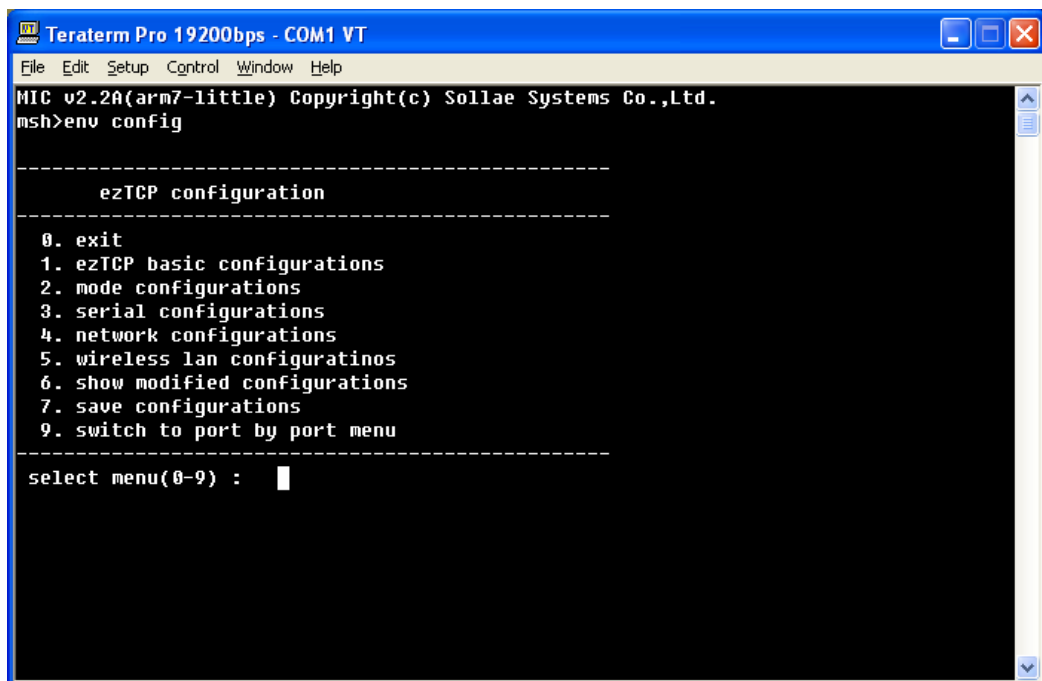 Teraterm Pro 19200bps - COM1 VT
File Edit Setup Control Window Help
MIC v2.2A(arm7-little) Copyright(c) Sollae Systems Co.,Ltd.
msh>env config
--------------------------------------------------
ezTCP configuration
--------------------------------------------------
0. exit
1. ezTCP basic configurations
2. mode configurations
3. serial configurations
4. network configurations
5. wireless lan configuratinos
6. show modified configurations
7. save configurations
9. switch to port by port menu
--------------------------------------------------
select menu(0-9) :